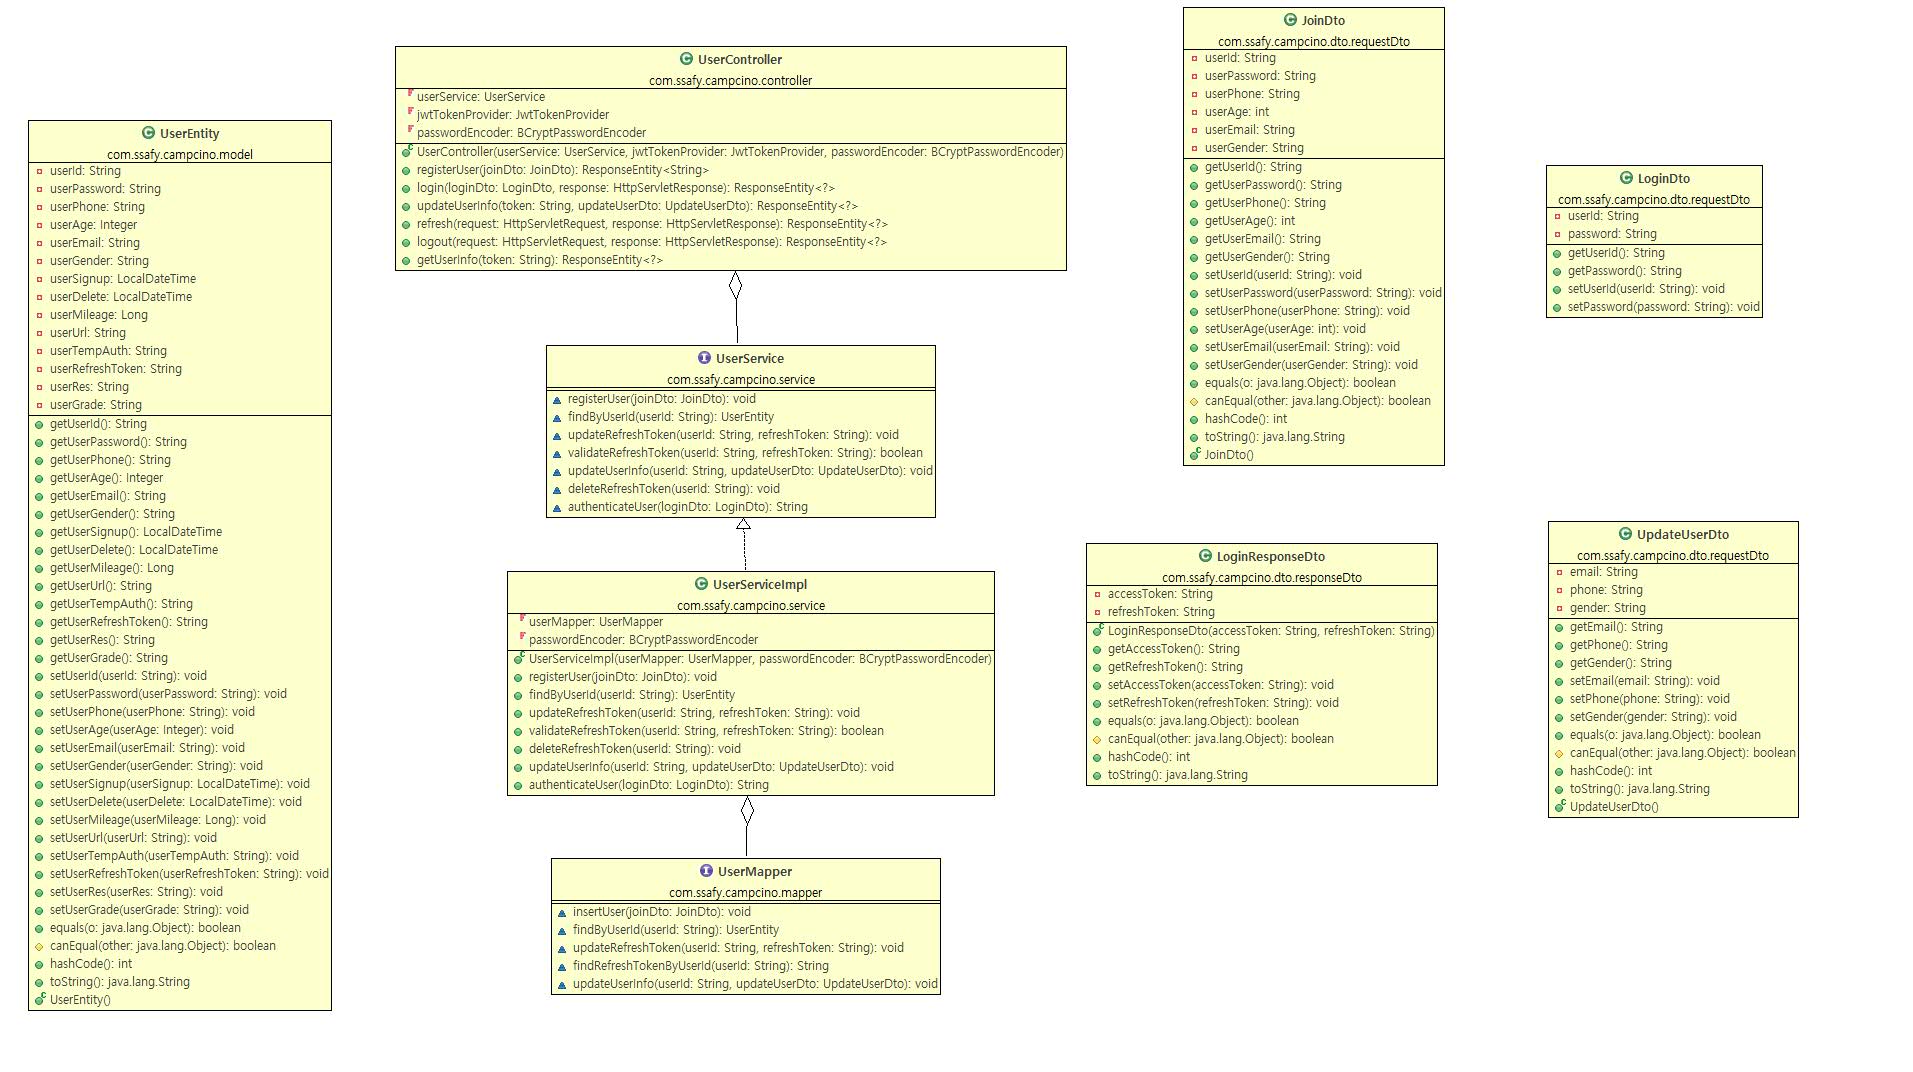 UserEntity
com.ssafy.campcino.model
userId: String
userPassword: String
userPhone: String
userAge: Integer
userEmail: String
userGender: String
userSignup: LocalDateTime
userDelete: LocalDateTime
userMileage: Long
userUrl: String
userTempAuth: String
userRefreshToken: String
userRes: String
userGrade: String
getUserId(): String
getUserPassword(): String
getUserPhone(): String
getUserAge(): Integer
getUserEmail(): String
getUserGender(): String
getUserSignup(): LocalDateTime
getUserDelete(): LocalDateTime
getUserMileage(): Long
getUserUrl(): String
getUserTempAuth(): String
getUserRefreshToken(): String
getUserRes(): String
getUserGrade(): String
setUserId(userId: String): void
setUserPassword(userPassword: String): void
setUserPhone(userPhone: String): void
setUserAge(userAge: Integer): void
setUserEmail(userEmail: String): void
setUserGender(userGender: String): void
setUserSignup(userSignup: LocalDateTime): void
setUserDelete(userDelete: LocalDateTime): void
setUserMileage(userMileage: Long): void
setUserUrl(userUrl: String): void
setUserTempAuth(userTempAuth: String): void
setUserRefreshToken(userRefreshToken: String): void
setUserRes(userRes: String): void
setUserGrade(userGrade: String): void
equals(o: java.lang.Object): boolean
canEqual(other: java.lang.Object): boolean
hashCode(): int
toString(): java.lang.String
UserEntity()
UserController
com.ssafy.campcino.controller
userService: UserService
jwtTokenProvider: JwtTokenProvider
passwordEncoder: BCryptPasswordEncoder
UserController(userService: UserService, jwtTokenProvider: JwtTokenProvider, passwordEncoder: BCryptPasswordEncoder)
registerUser(joinDto: JoinDto): ResponseEntity<String>
login(loginDto: LoginDto, response: HttpServletResponse): ResponseEntity<?>
updateUserInfo(token: String, updateUserDto: UpdateUserDto): ResponseEntity<?>
refresh(request: HttpServletRequest, response: HttpServletResponse): ResponseEntity<?>
logout(request: HttpServletRequest, response: HttpServletResponse): ResponseEntity<?>
getUserInfo(token: String): ResponseEntity<?>
UserService
com.ssafy.campcino.service
registerUser(joinDto: JoinDto): void
findByUserId(userId: String): UserEntity
updateRefreshToken(userId: String, refreshToken: String): void
validateRefreshToken(userId: String, refreshToken: String): boolean
updateUserInfo(userId: String, updateUserDto: UpdateUserDto): void
deleteRefreshToken(userId: String): void
authenticateUser(loginDto: LoginDto): String
UserServiceImpl
com.ssafy.campcino.service
userMapper: UserMapper
passwordEncoder: BCryptPasswordEncoder
UserServiceImpl(userMapper: UserMapper, passwordEncoder: BCryptPasswordEncoder)
registerUser(joinDto: JoinDto): void
findByUserId(userId: String): UserEntity
updateRefreshToken(userId: String, refreshToken: String): void
validateRefreshToken(userId: String, refreshToken: String): boolean
deleteRefreshToken(userId: String): void
updateUserInfo(userId: String, updateUserDto: UpdateUserDto): void
authenticateUser(loginDto: LoginDto): String
UserMapper
com.ssafy.campcino.mapper
insertUser(joinDto: JoinDto): void
findByUserId(userId: String): UserEntity
updateRefreshToken(userId: String, refreshToken: String): void
findRefreshTokenByUserId(userId: String): String
updateUserInfo(userId: String, updateUserDto: UpdateUserDto): void
JoinDto
com.ssafy.campcino.dto.requestDto
userId: String
userPassword: String
userPhone: String
userAge: int
userEmail: String
userGender: String
getUserId(): String
getUserPassword(): String
getUserPhone(): String
getUserAge(): int
getUserEmail(): String
getUserGender(): String
setUserId(userId: String): void
setUserPassword(userPassword: String): void
setUserPhone(userPhone: String): void
setUserAge(userAge: int): void
setUserEmail(userEmail: String): void
setUserGender(userGender: String): void
equals(o: java.lang.Object): boolean
canEqual(other: java.lang.Object): boolean
hashCode(): int
toString(): java.lang.String
JoinDto()
LoginResponseDto
com.ssafy.campcino.dto.responseDto
accessToken: String
refreshToken: String
LoginResponseDto(accessToken: String, refreshToken: String)
getAccessToken(): String
getRefreshToken(): String
setAccessToken(accessToken: String): void
setRefreshToken(refreshToken: String): void
equals(o: java.lang.Object): boolean
canEqual(other: java.lang.Object): boolean
hashCode(): int
toString(): java.lang.String
LoginDto
com.ssafy.campcino.dto.requestDto
userId: String
password: String
getUserId(): String
getPassword(): String
setUserId(userId: String): void
setPassword(password: String): void
UpdateUserDto
com.ssafy.campcino.dto.requestDto
email: String
phone: String
gender: String
getEmail(): String
getPhone(): String
getGender(): String
setEmail(email: String): void
setPhone(phone: String): void
setGender(gender: String): void
equals(o: java.lang.Object): boolean
canEqual(other: java.lang.Object): boolean
hashCode(): int
toString(): java.lang.String
UpdateUserDto()